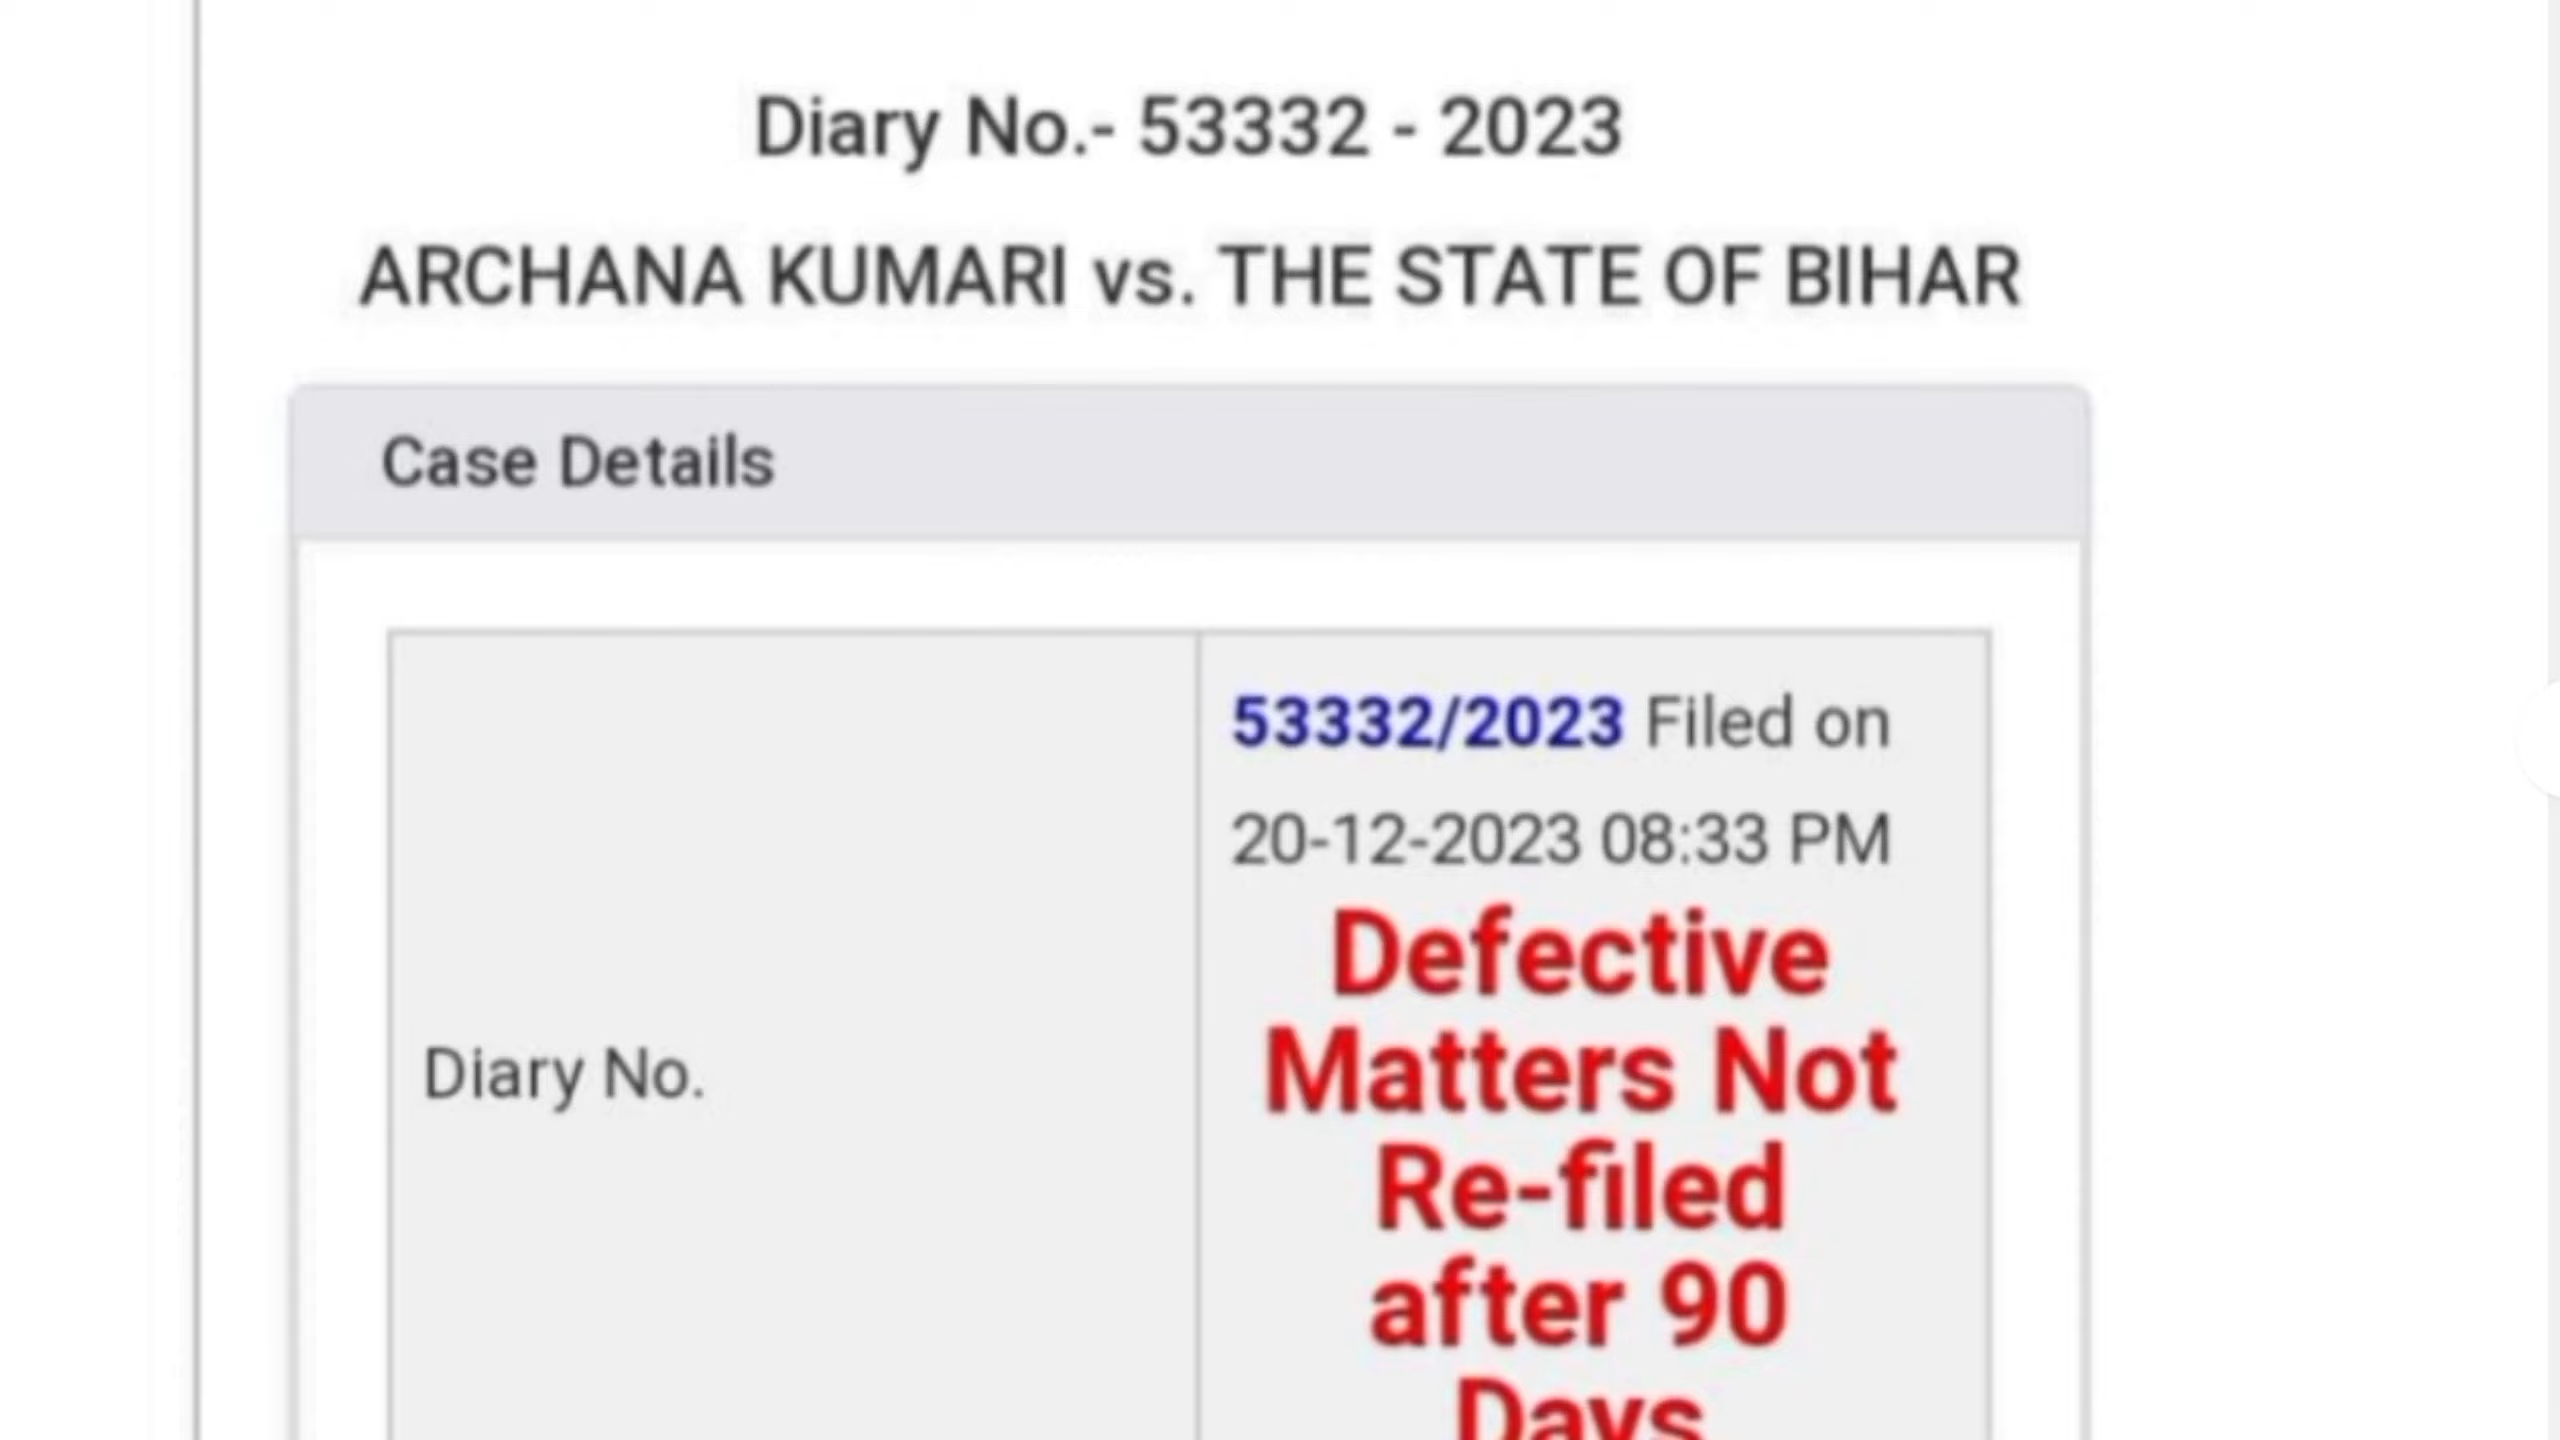 Diary No.- 53332 - 2023
ARCHANA KUMARI vs. THE STATE OF BIHAR
Case Details
53332/2023 Filed on
20-12-2023 08:33 PM
Defective
Matters Not
Re-filed
after 90
Days
Diary No.